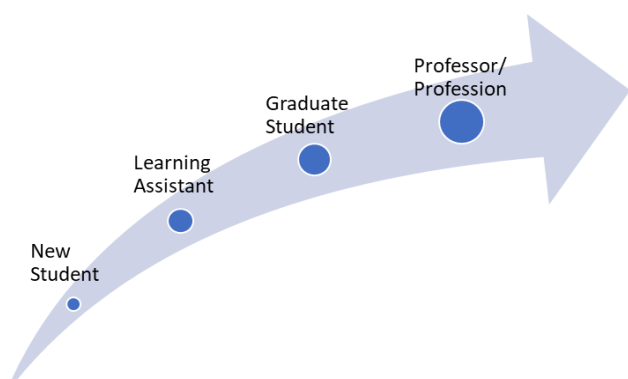 Professor/
Profession
Graduate
Student
Learning
Assistant
New
Student